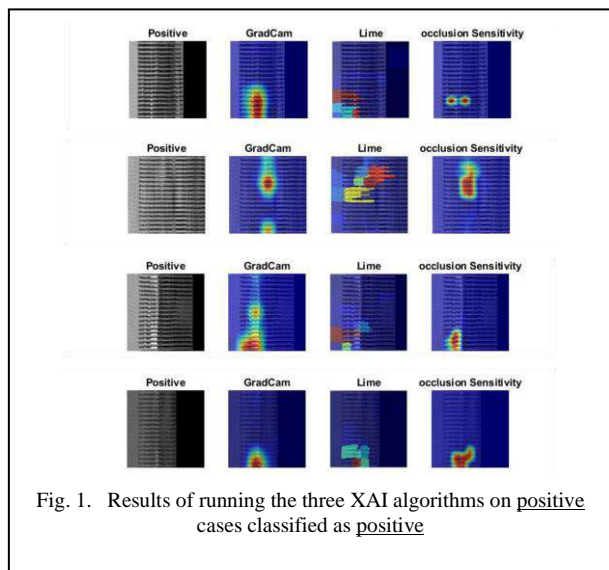 Positive GradCam Lime occlusion Sensitivity
Positive GradCam Lime occlusion Sensitivity
Positive GradCam Lime occlusion Sensitivity
Positive GradCam Lime occlusion Sensitivity
Fig. 1. Results of running the three XAI algorithms on positive
cases classified as positive